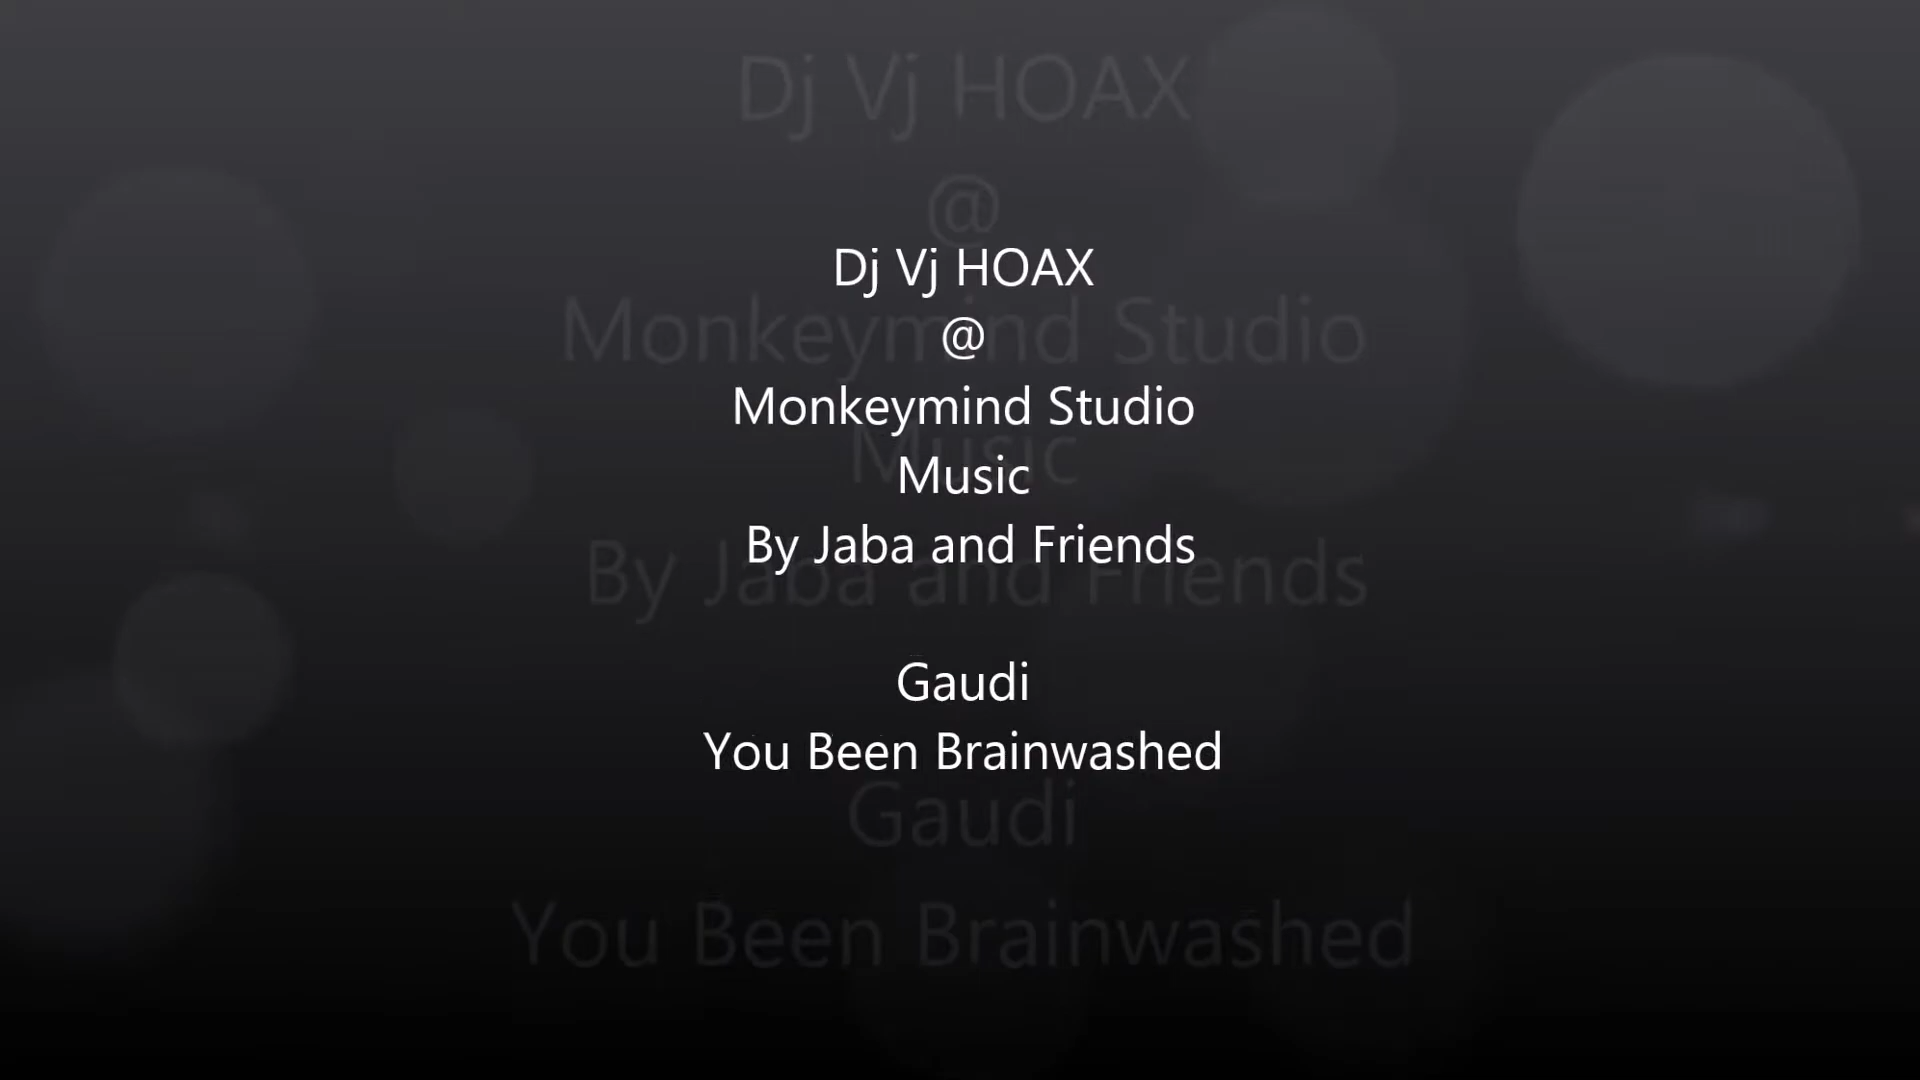 Dj Vj HOAX
@
Monkeymind Studio
Music
By Jaba and Friends
Gaudi
You Been Brainwashed